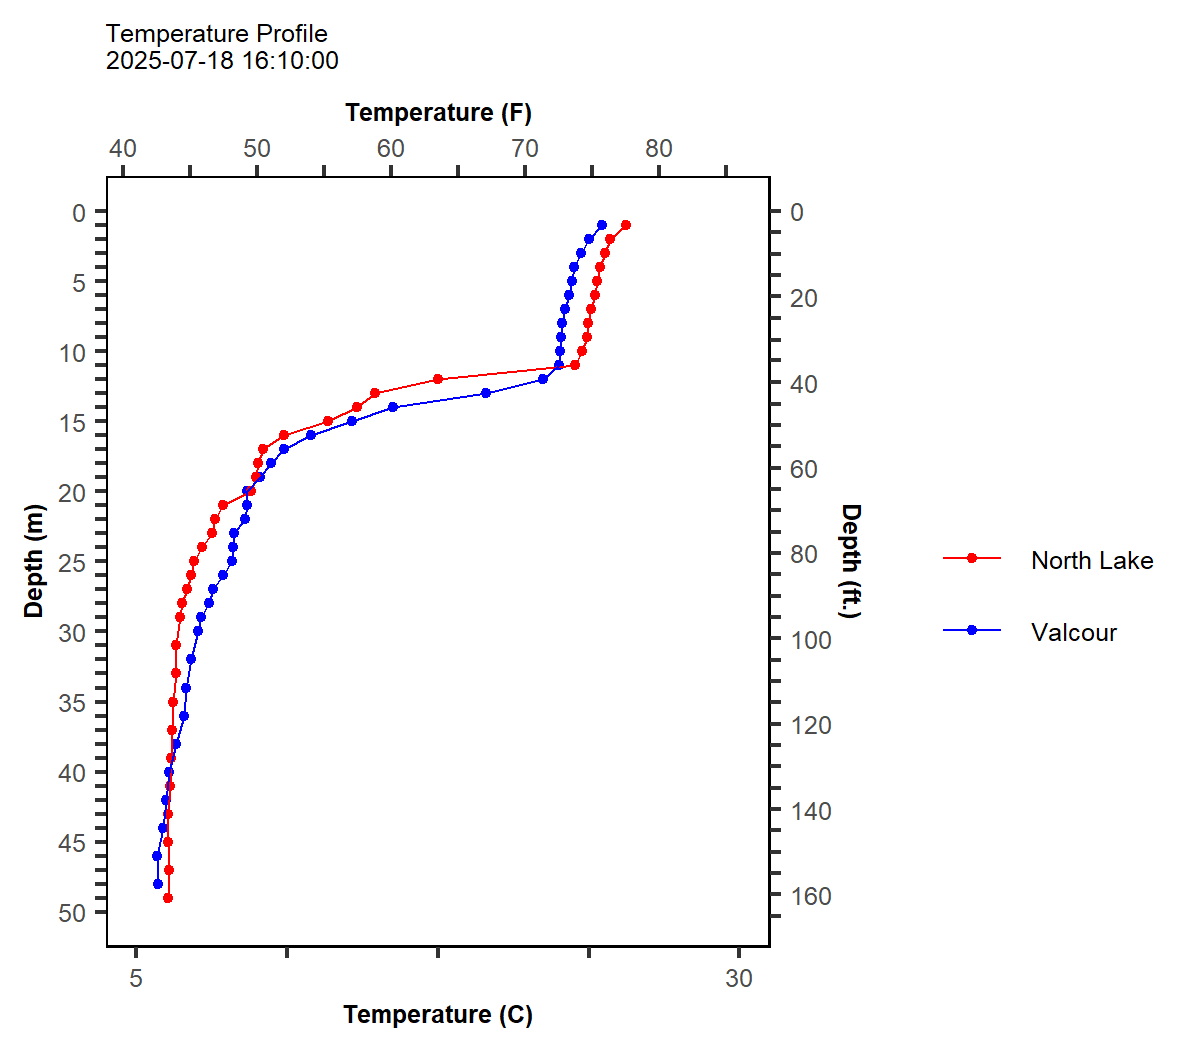 Temperature Profile
2025-07-18 16:10:00
Temperature (F)
40 50 60 70 80
0 0
5
20
10
40
15
60
20
Depth (m)
Depth (ft.)
80
25
North Lake
30
100
Valcour
35
120
40
140
45
160
50
5 30
Temperature (C)